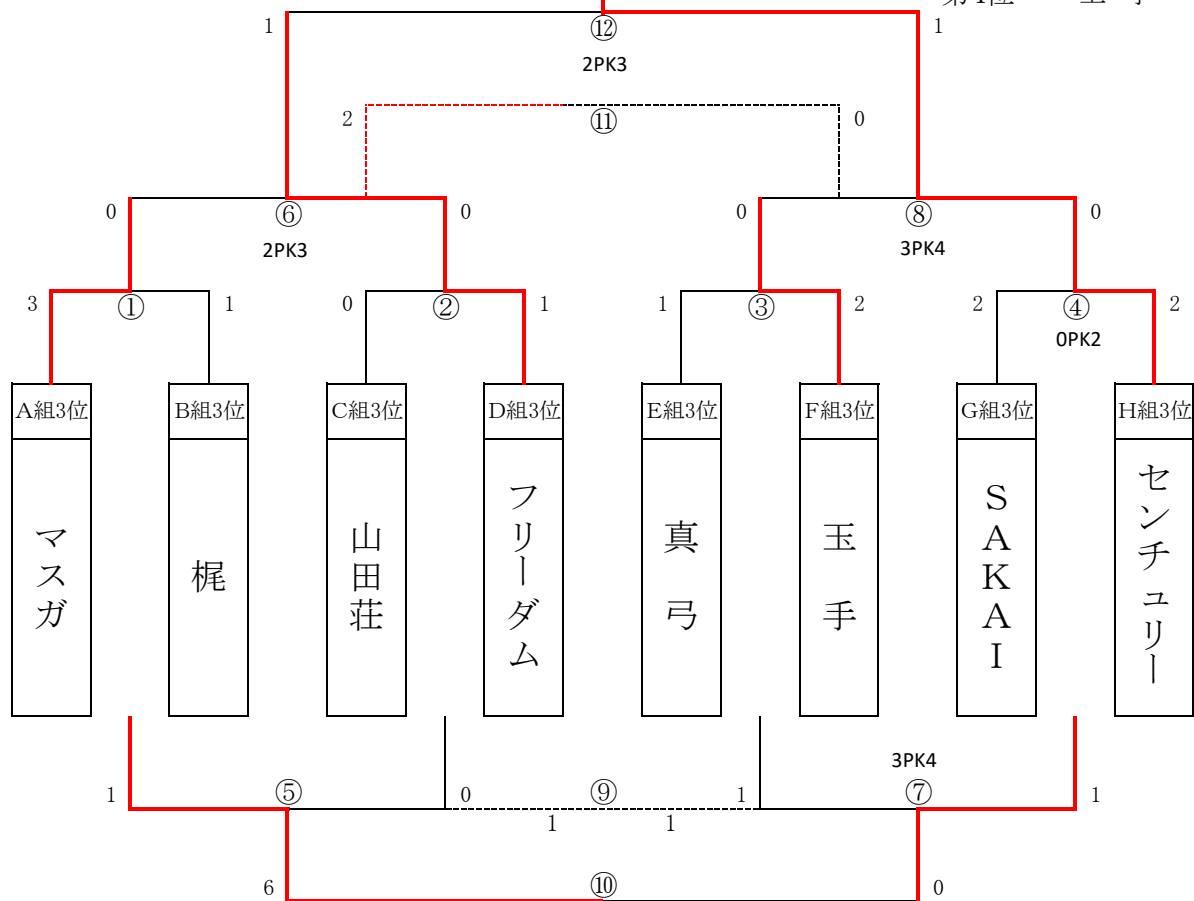 1 ⑫ 1
2PK3
2 ⑪ 0
0 ⑥ 0 0 ⑧ 0
2PK3 3PK4
3 ① 1 0 ② 1 1 ③ 2 2 ④ 2
0PK2
A組3位 B組3位 C組3位 D組3位 E組3位 F組3位 G組3位 H組3位
マスガ
梶
山田荘
フリーダム
真弓
玉手
SAKAI
センチュリー
3PK4
1 ⑤ 0 ⑨ 1 ⑦ 1
1 1
6 ⑩ 0